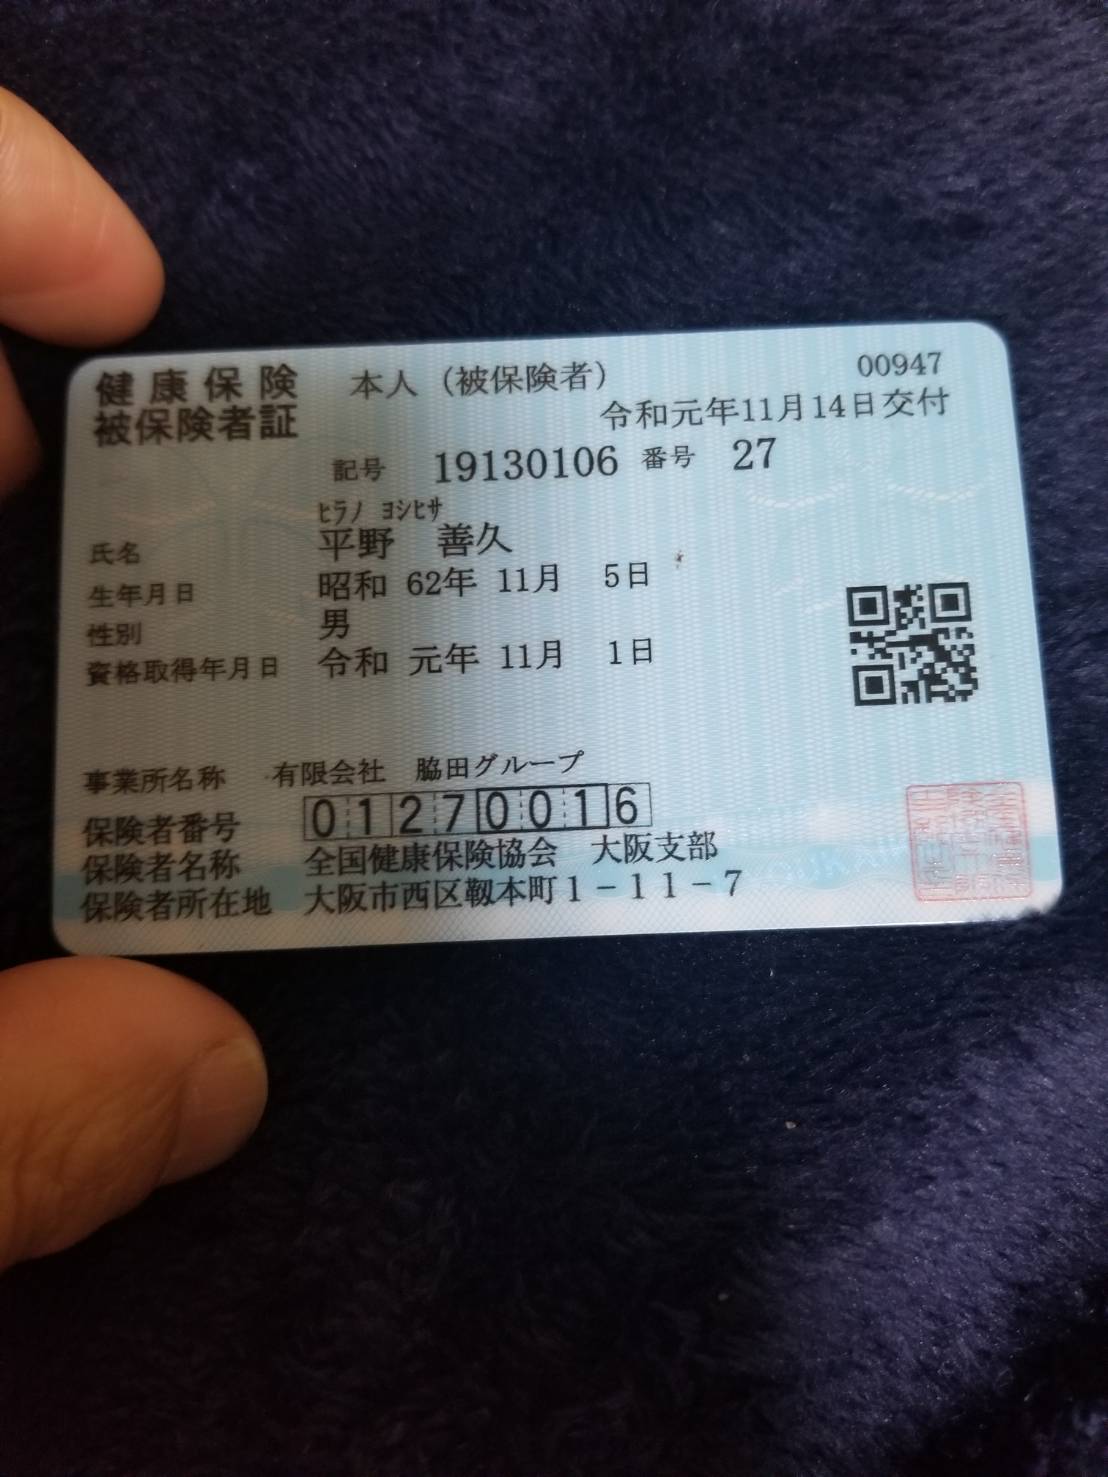 健康保険 本人（被保険者） 00947
被保険者証 令和元年11月14日交付
記号 19130106 番号 27
ﾋﾗﾉ ﾖｼﾋｻ
氏名 平野 善久
生年月日 昭和 62年 11月 5日
性別 男
資格取得年月日 令和 元年 11月 1日
事業所名称 有限会社 脇田グループ
保険者番号 01270016
保険者名称 全国健康保険協会 大阪支部
保険者所在地 大阪市西区靱本町１－１１－７